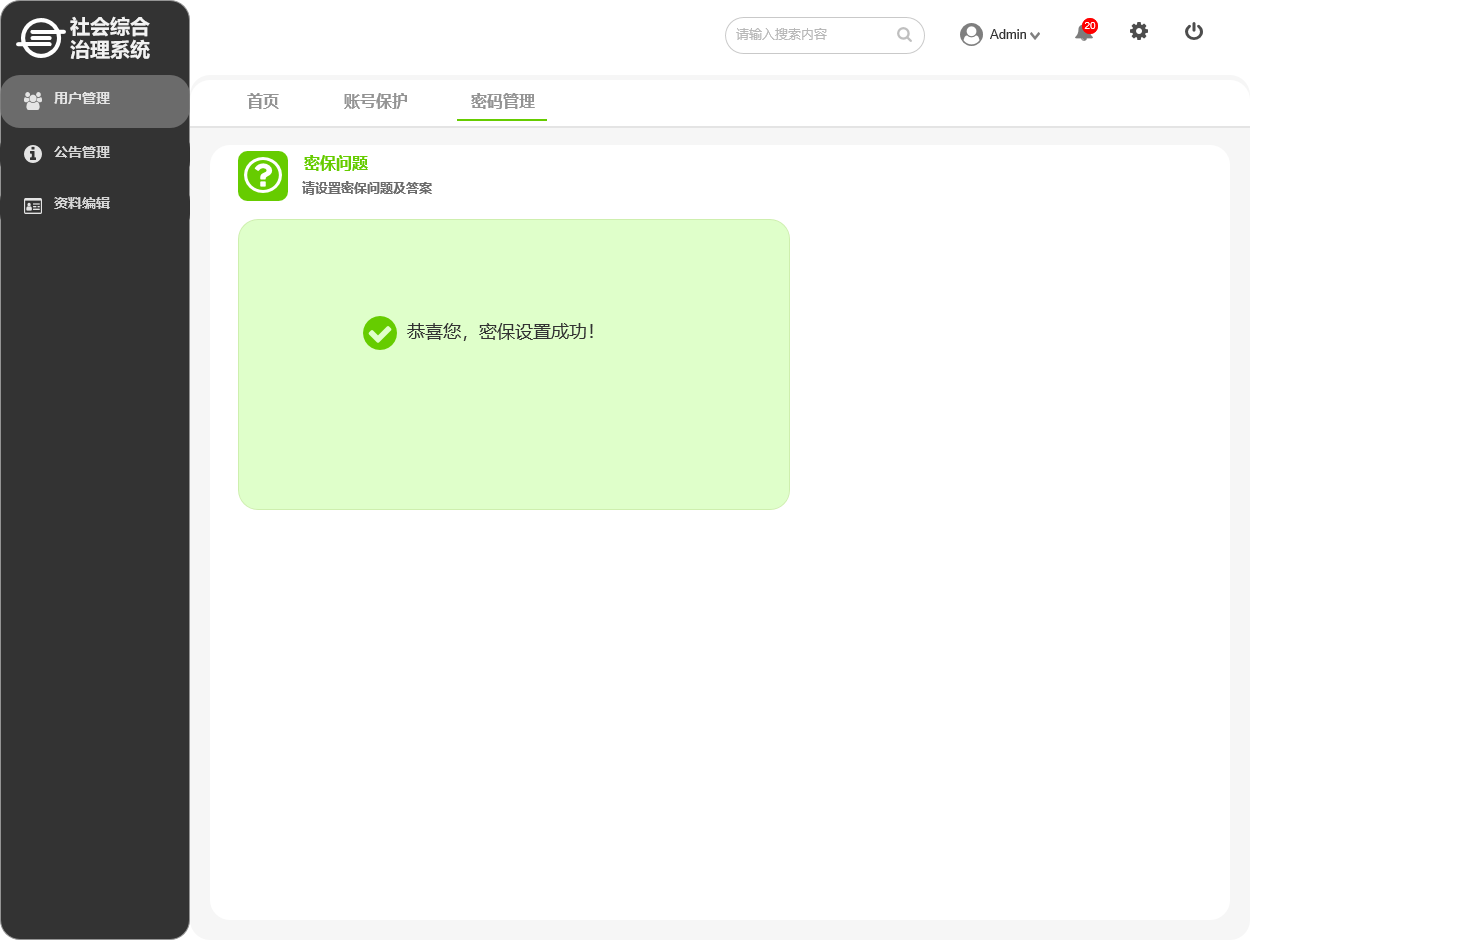 社会综合
治理系统
请输入搜索内容
Admin
20
用户管理
公告管理
资料编辑
首页
账号保护
密码管理
密保问题
请设置密保问题及答案
恭喜您，密保设置成功！